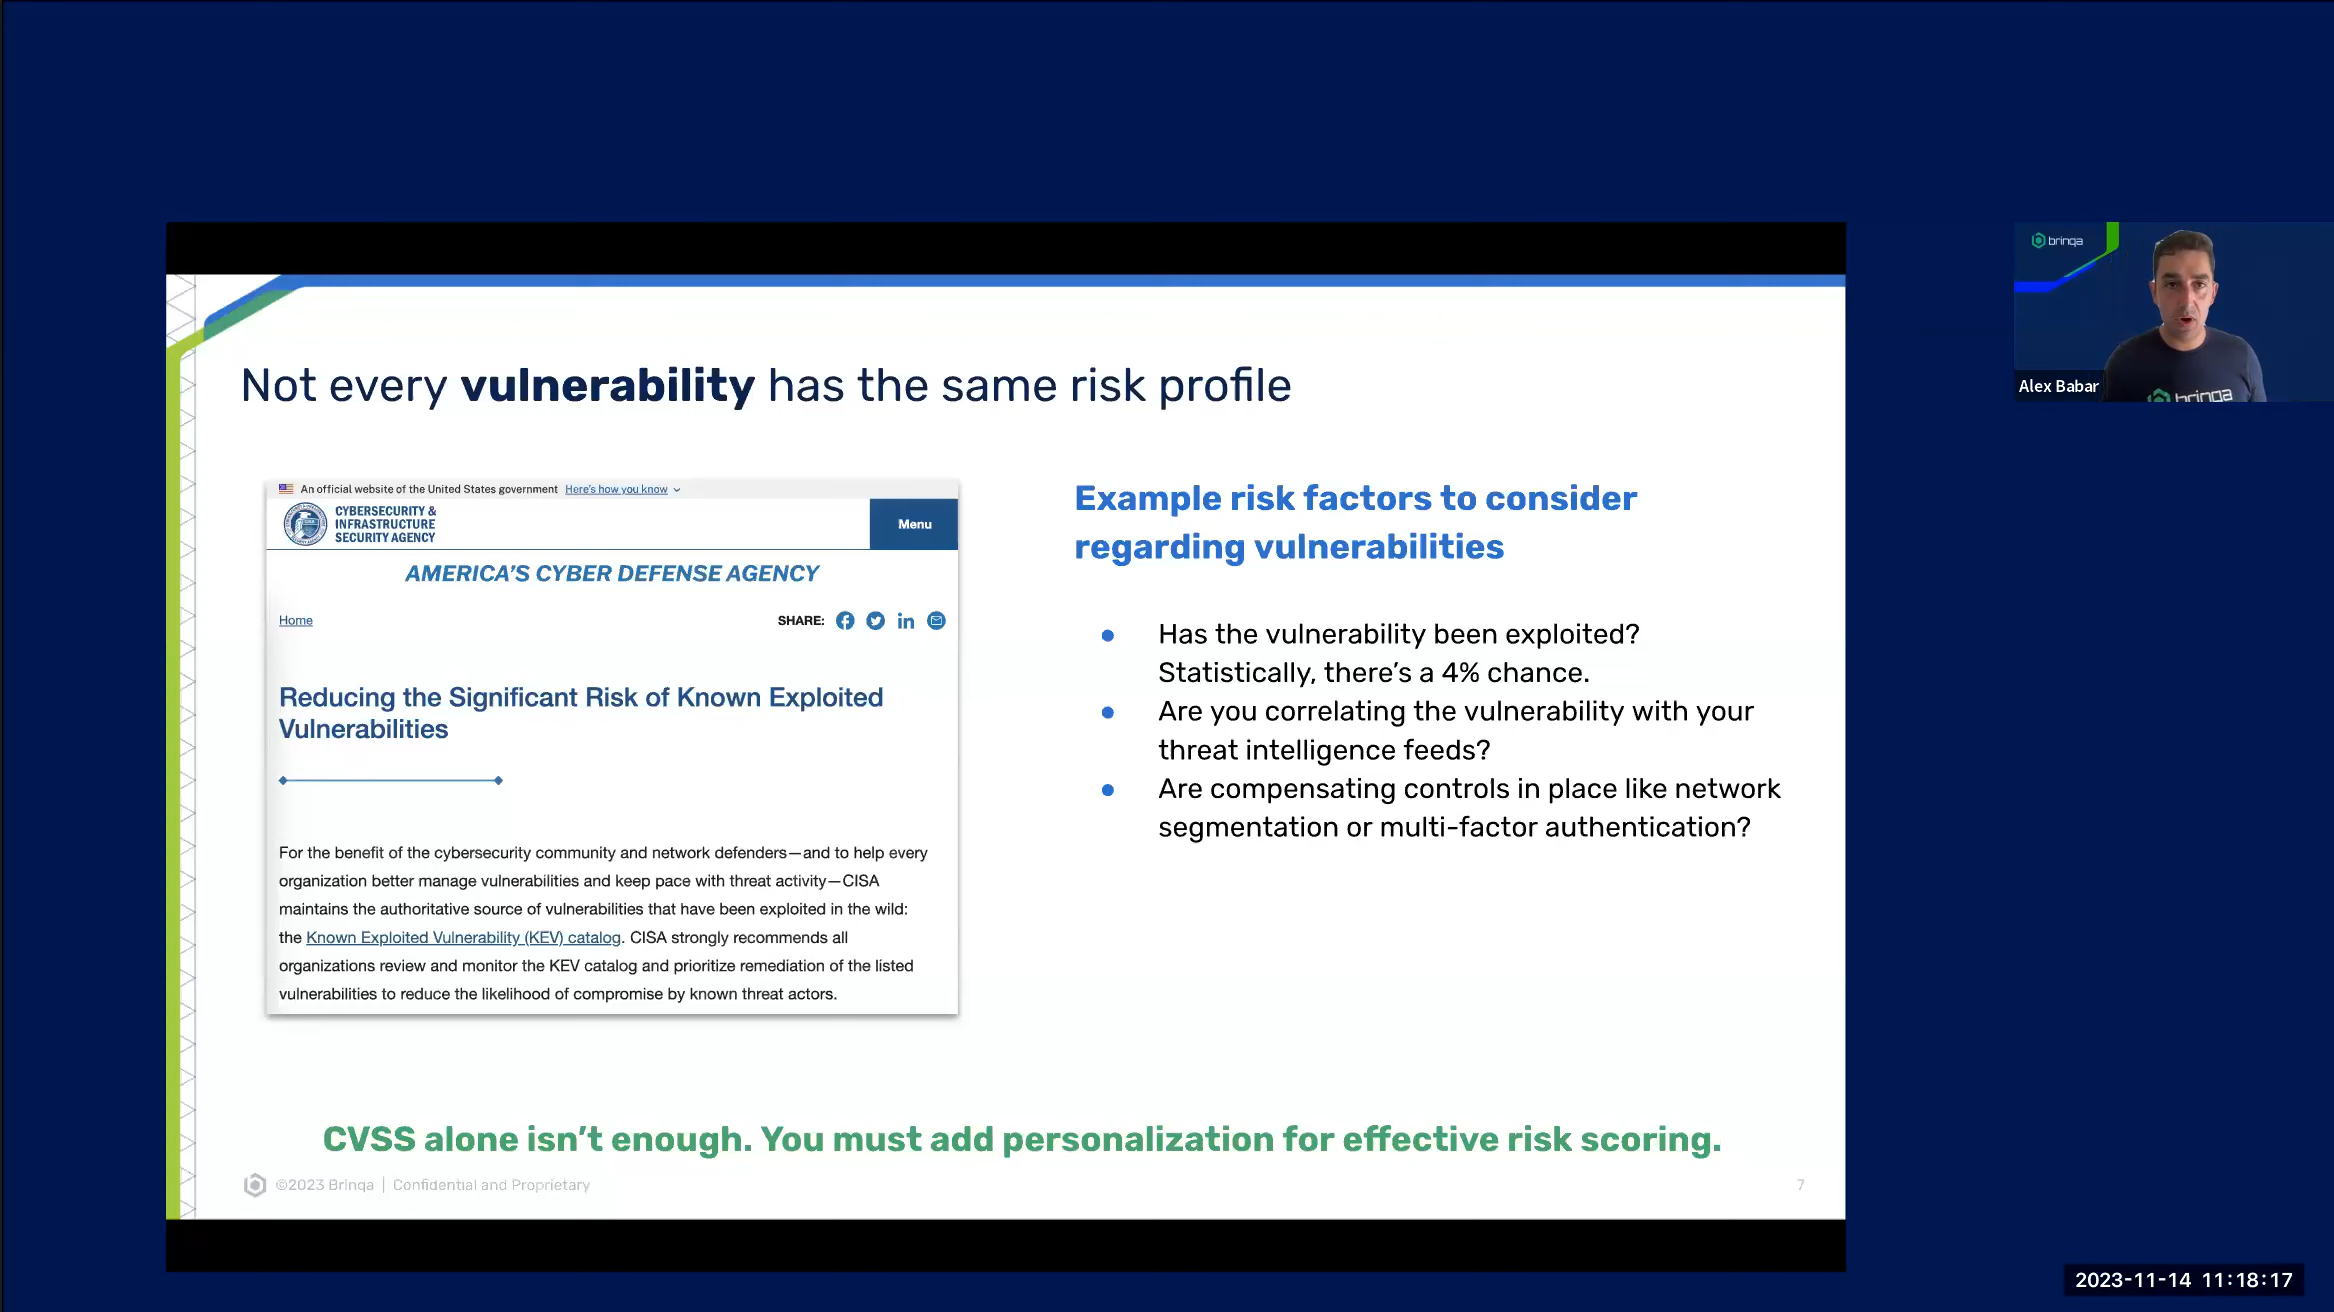 Not every vulnerability has the same risk profile
An official website of the United States government Here's how you know
CYBERSECURITY &
INFRASTRUCTURE
SECURITY AGENCY
Menu
AMERICA'S CYBER DEFENSE AGENCY
Home
SHARE:
Reducing the Significant Risk of Known Exploited
Vulnerabilities
For the benefit of the cybersecurity community and network defenders—and to help every
organization better manage vulnerabilities and keep pace with threat activity—CISA
maintains the authoritative source of vulnerabilities that have been exploited in the wild:
the Known Exploited Vulnerability (KEV) catalog. CISA strongly recommends all
organizations review and monitor the KEV catalog and prioritize remediation of the listed
vulnerabilities to reduce the likelihood of compromise by known threat actors.
Example risk factors to consider
regarding vulnerabilities
● Has the vulnerability been exploited?
Statistically, there's a 4% chance.
● Are you correlating the vulnerability with your
threat intelligence feeds?
● Are compensating controls in place like network
segmentation or multi-factor authentication?
CVSS alone isn't enough. You must add personalization for effective risk scoring.
©2023 Brinqa | Confidential and Proprietary
7
brinqa
Alex Babar
brinqa
2023-11-14 11:18:17